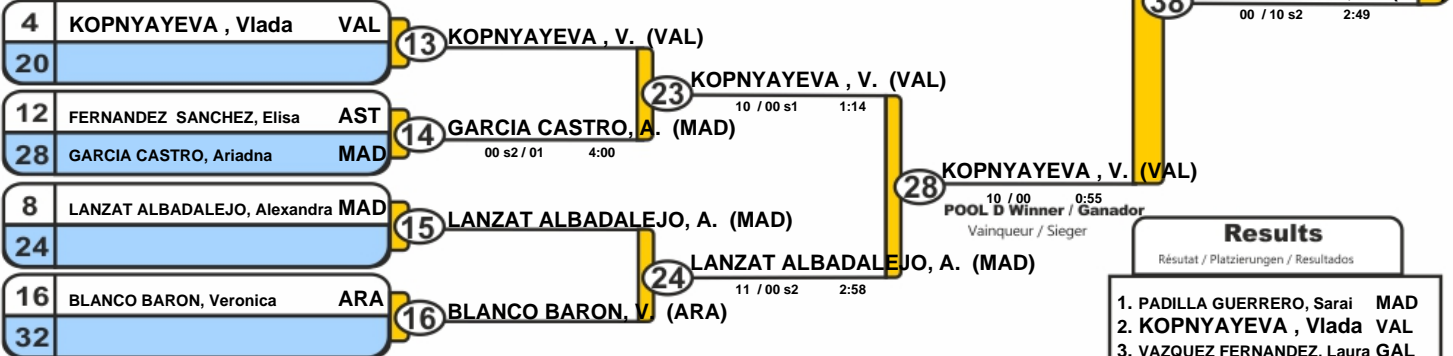 4 KOPNYAYEVA , Vlada VAL
20
12 FERNANDEZ SANCHEZ, Elisa AST
28 GARCIA CASTRO, Ariadna MAD
8 LANZAT ALBADALEJO, Alexandra MAD
24
16 BLANCO BARON, Veronica ARA
32
13 KOPNYAYEVA , V. (VAL)
14 GARCIA CASTRO, A. (MAD)
00 s2 / 01 4:00
15 LANZAT ALBADALEJO, A. (MAD)
16 BLANCO BARON, V. (ARA)
23 KOPNYAYEVA , V. (VAL)
10 / 00 s1 1:14
24 LANZAT ALBADALEJO, A. (MAD)
11 / 00 s2 2:58
28 KOPNYAYEVA , V. (VAL)
10 / 00 0:55
POOL D Winner / Ganador
Vainqueur / Sieger
38
00 / 10 s2 2:49
Results
Résutat / Platzierungen / Resultados
1. PADILLA GUERRERO, Sarai MAD
2. KOPNYAYEVA , Vlada VAL
3. VAZQUEZ FERNANDEZ, Laura GAL